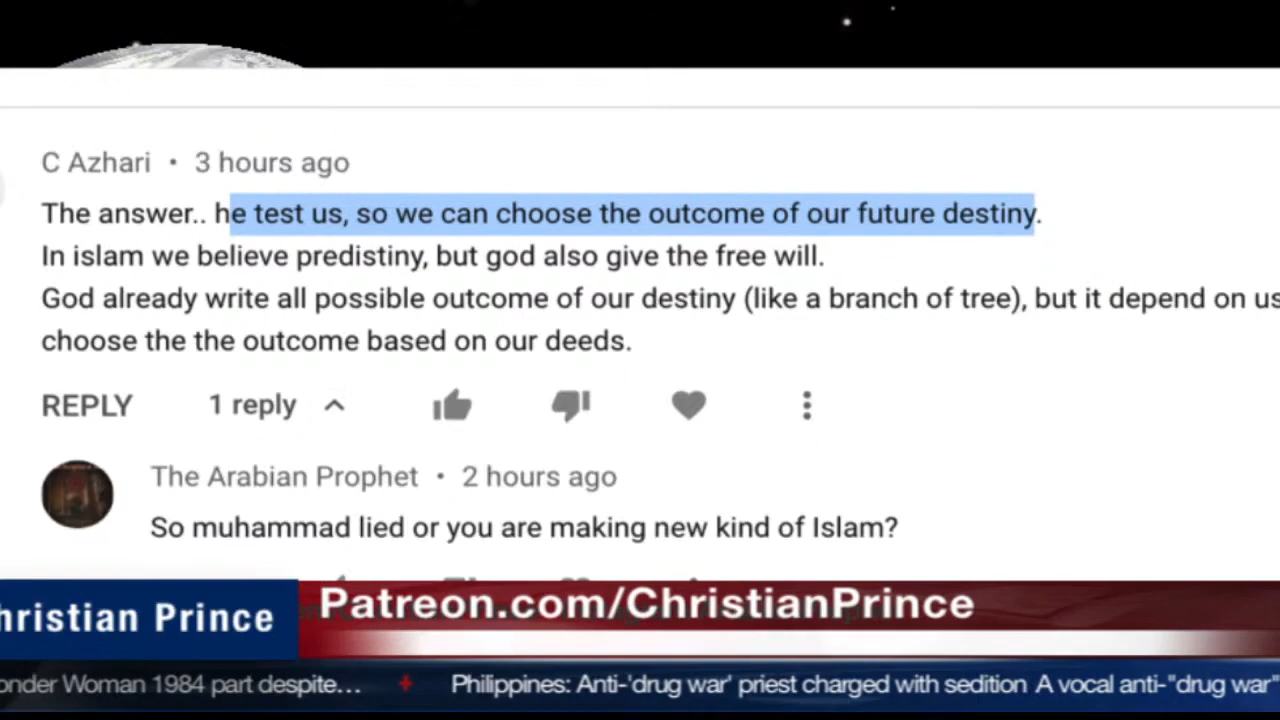 C Azhari • 3 hours ago
The answer.. he test us, so we can choose the outcome of our future destiny.
In islam we believe predistiny, but god also give the free will.
God already write all possible outcome of our destiny (like a branch of tree), but it depend on us
choose the the outcome based on our deeds.
REPLY 1 reply
The Arabian Prophet • 2 hours ago
So muhammad lied or you are making new kind of Islam?
hristian Prince
Patreon.com/ChristianPrince
onder Woman 1984 part despite… + Philippines: Anti-'drug war' priest charged with sedition A vocal anti-"drug war"